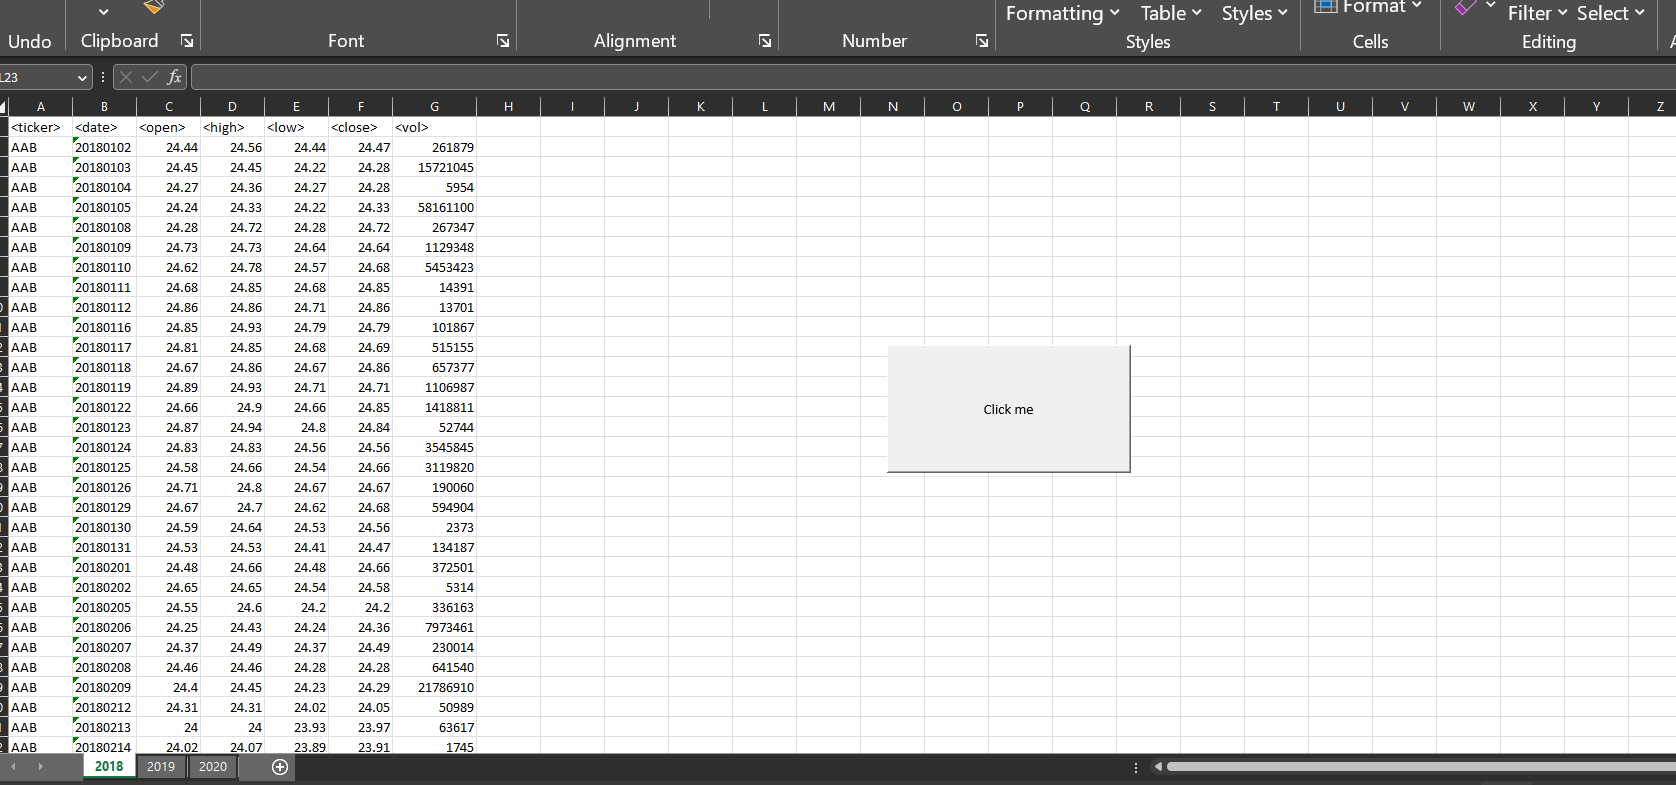 Formatting Table Styles Format Filter Select
Undo Clipboard Font Alignment Number Styles Cells Editing
L23 fx
A B C D E F G H I J K L M N O P Q R S T U V W X Y Z
<ticker> <date> <open> <high> <low> <close> <vol>
AAB 20180102 24.44 24.56 24.44 24.47 261879
AAB 20180103 24.45 24.45 24.22 24.28 15721045
AAB 20180104 24.27 24.36 24.27 24.28 5954
AAB 20180105 24.24 24.33 24.22 24.33 58161100
AAB 20180108 24.28 24.72 24.28 24.72 267347
AAB 20180109 24.73 24.73 24.64 24.64 1129348
AAB 20180110 24.62 24.78 24.57 24.68 5453423
AAB 20180111 24.68 24.85 24.68 24.85 14391
AAB 20180112 24.86 24.86 24.71 24.86 13701
AAB 20180116 24.85 24.93 24.79 24.79 101867
AAB 20180117 24.81 24.85 24.68 24.69 515155
AAB 20180118 24.67 24.86 24.67 24.86 657377
AAB 20180119 24.89 24.93 24.71 24.71 1106987
AAB 20180122 24.66 24.9 24.66 24.85 1418811
Click me
AAB 20180123 24.87 24.94 24.8 24.84 52744
AAB 20180124 24.83 24.83 24.56 24.56 3545845
AAB 20180125 24.58 24.66 24.54 24.66 3119820
AAB 20180126 24.71 24.8 24.67 24.67 190060
AAB 20180129 24.67 24.7 24.62 24.68 594904
AAB 20180130 24.59 24.64 24.53 24.56 2373
AAB 20180131 24.53 24.53 24.41 24.47 134187
AAB 20180201 24.48 24.66 24.48 24.66 372501
AAB 20180202 24.65 24.65 24.54 24.58 5314
AAB 20180205 24.55 24.6 24.2 24.2 336163
AAB 20180206 24.25 24.43 24.24 24.36 7973461
AAB 20180207 24.37 24.49 24.37 24.49 230014
AAB 20180208 24.46 24.46 24.28 24.28 641540
AAB 20180209 24.4 24.45 24.23 24.29 21786910
AAB 20180212 24.31 24.31 24.02 24.05 50989
AAB 20180213 24 24 23.93 23.97 63617
AAB 20180214 24.02 24.07 23.89 23.91 1745
2018 2019 2020